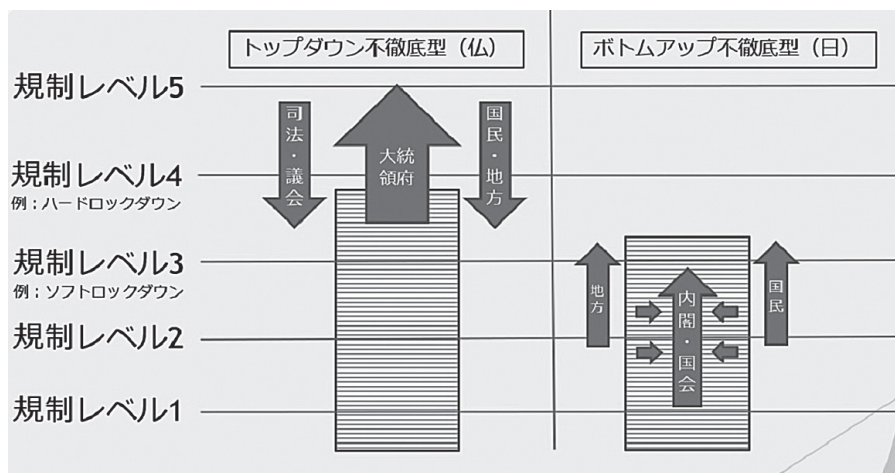 トップダウン不徹底型（仏）
ボトムアップ不徹底型（日）
規制レベル5
司法・議会
大統
領府
国民・地方
規制レベル4
例：ハードロックダウン
規制レベル3
例：ソフトロックダウン
地方
内閣・国会
国民
規制レベル2
規制レベル1